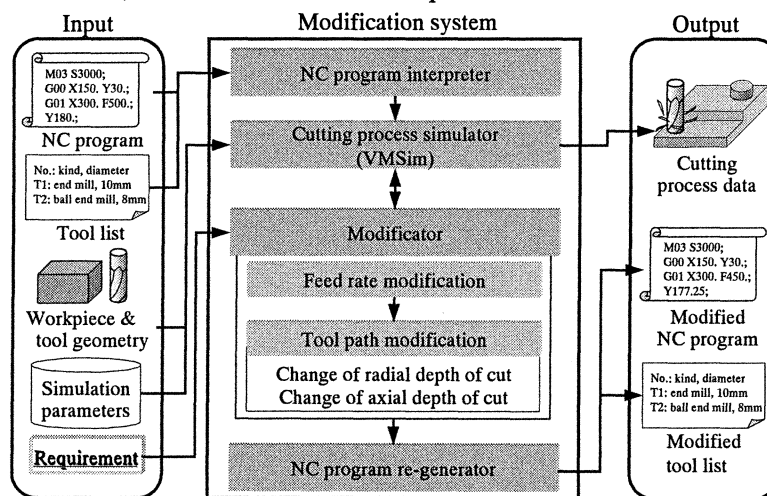 Input
M03 S3000;
G00 X150. Y30.;
G01 X300. F500.;
Y180.;
NC program
No.: kind, diameter
T1: end mill, 10mm
T2: ball end mill, 8mm
Tool list
Workpiece &
tool geometry
Simulation
parameters
Requirement
Modification system
NC program interpreter
Cutting process simulator
(VMSim)
Modificator
Feed rate modification
Tool path modification
Change of radial depth of cut
Change of axial depth of cut
NC program re-generator
Output
Cutting
process data
M03 S3000;
G00 X150. Y30.;
G01 X300. F450.;
Y177.25;
Modified
NC program
No.: kind, diameter
T1: end mill, 10mm
T2: ball end mill, 8mm
Modified
tool list